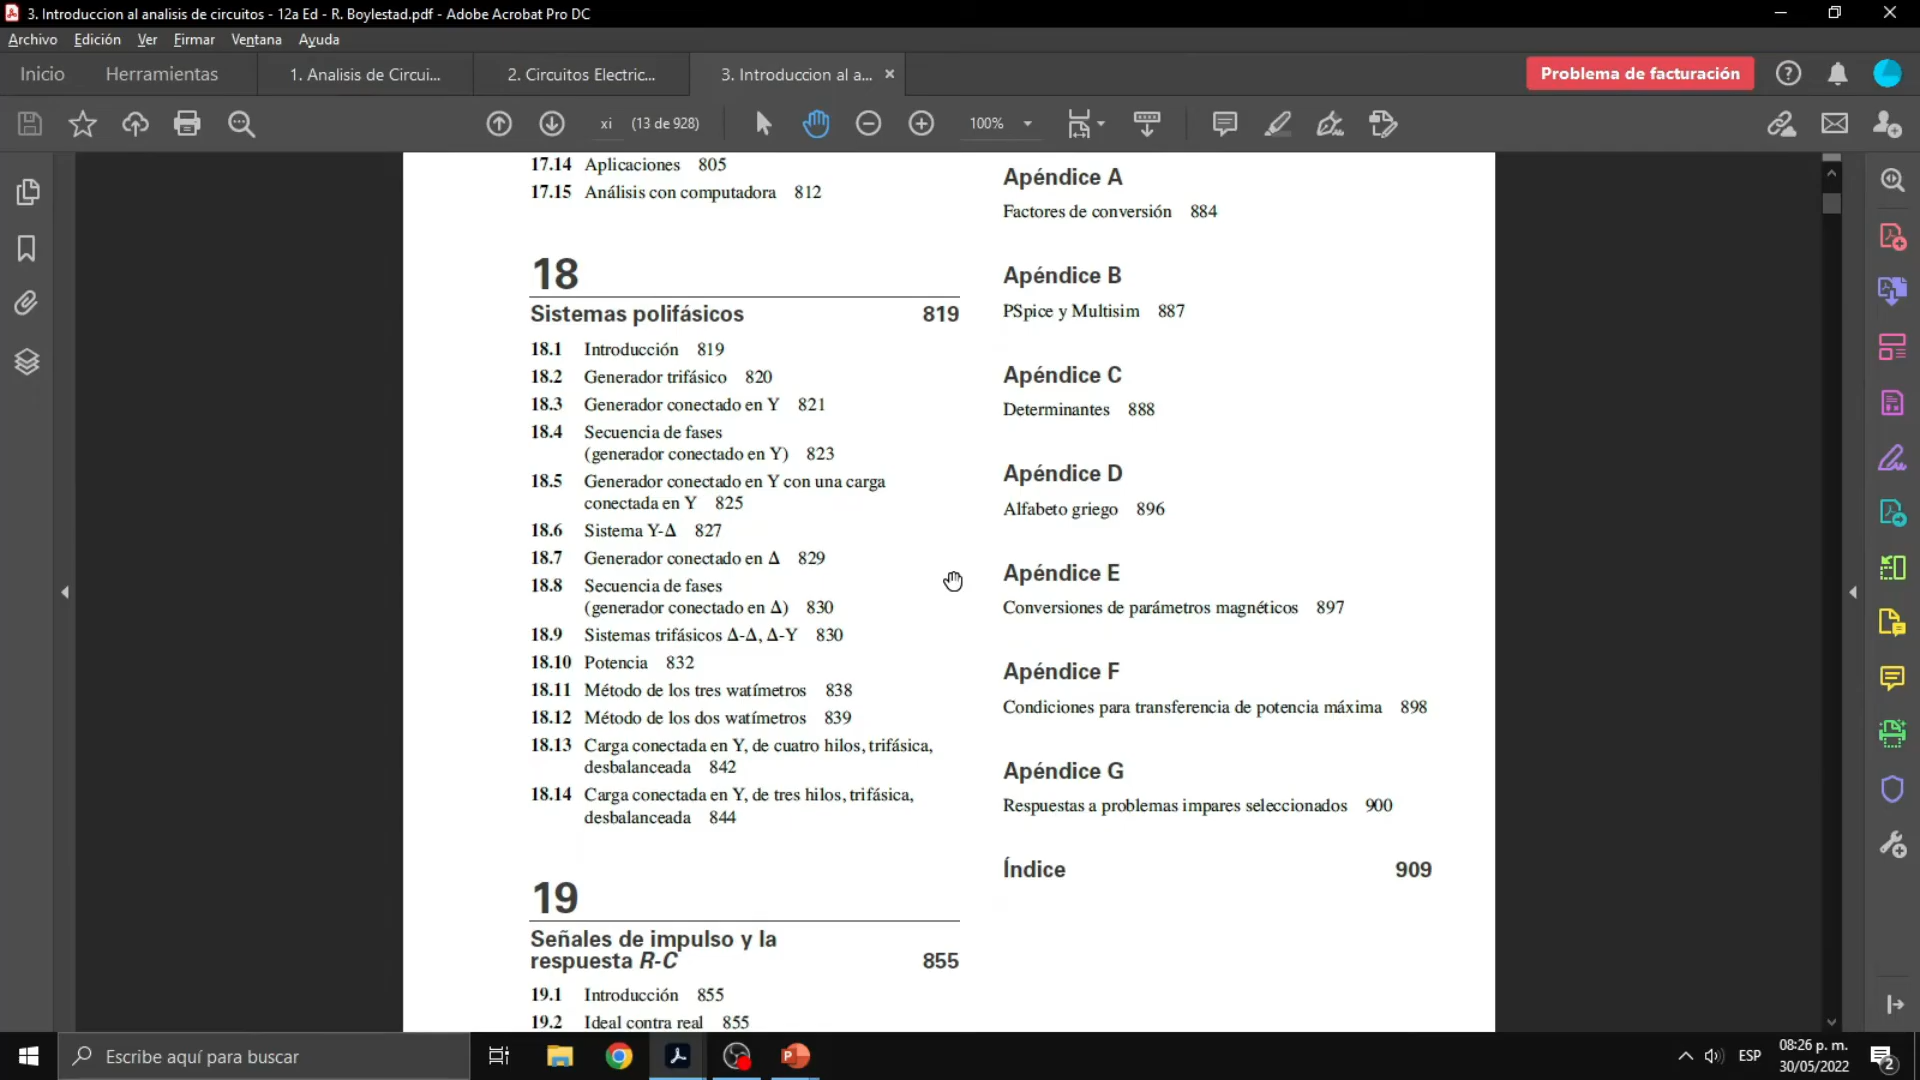 3. Introduccion al analisis de circuitos - 12a Ed - R. Boylestad.pdf - Adobe Acrobat Pro DC
Archivo Edición Ver Firmar Ventana Ayuda
Inicio Herramientas 1. Analisis de Circui... 2. Circuitos Electric... 3. Introduccion al a... × Problema de facturación
xi (13 de 928) 100%
17.14 Aplicaciones 805
17.15 Análisis con computadora 812
18
Sistemas polifásicos 819
18.1 Introducción 819
18.2 Generador trifásico 820
18.3 Generador conectado en Y 821
18.4 Secuencia de fases
(generador conectado en Y) 823
18.5 Generador conectado en Y con una carga
conectada en Y 825
18.6 Sistema Y-Δ 827
18.7 Generador conectado en Δ 829
18.8 Secuencia de fases
(generador conectado en Δ) 830
18.9 Sistemas trifásicos Δ-Δ, Δ-Y 830
18.10 Potencia 832
18.11 Método de los tres watímetros 838
18.12 Método de los dos watímetros 839
18.13 Carga conectada en Y, de cuatro hilos, trifásica,
desbalanceada 842
18.14 Carga conectada en Y, de tres hilos, trifásica,
desbalanceada 844
19
Señales de impulso y la
respuesta R-C 855
19.1 Introducción 855
19.2 Ideal contra real 855
Apéndice A
Factores de conversión 884
Apéndice B
PSpice y Multisim 887
Apéndice C
Determinantes 888
Apéndice D
Alfabeto griego 896
Apéndice E
Conversiones de parámetros magnéticos 897
Apéndice F
Condiciones para transferencia de potencia máxima 898
Apéndice G
Respuestas a problemas impares seleccionados 900
Índice 909
Escribe aquí para buscar
ESP
08:26 p. m.
30/05/2022
2